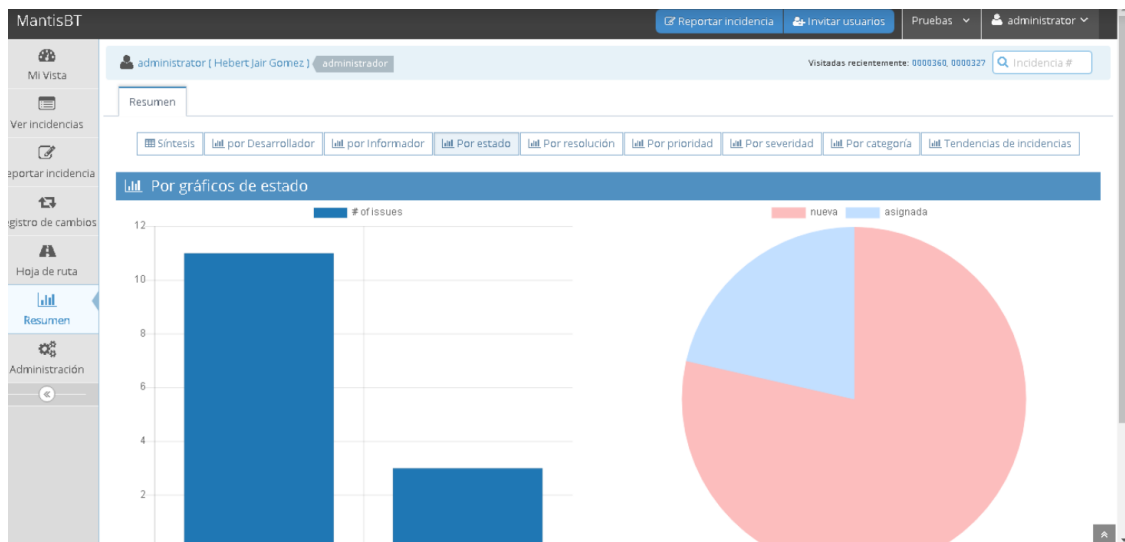 MantisBT
Reportar incidencia
Invitar usuarios
Pruebas
administrator
Mi Vista
Ver incidencias
eportar incidencia
egistro de cambios
Hoja de ruta
Resumen
Administración
administrator ( Hebert Jair Gomez )
administrador
Visitadas recientemente: 0000360, 0000327
Incidencia #
Resumen
Síntesis
por Desarrollador
por Informador
Por estado
Por resolución
Por prioridad
Por severidad
Por categoría
Tendencias de incidencias
Por gráficos de estado
# of issues
12
10
8
6
4
2
nueva
asignada